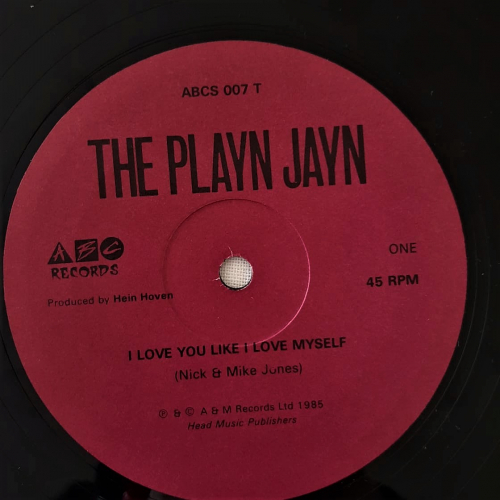 ABCS 007 T
THE PLAYN JAYN
ABC
RECORDS
ONE
Produced by Hein Hoven
45 RPM
I LOVE YOU LIKE I LOVE MYSELF
(Nick & Mike Jones)
℗ & © A & M Records Ltd 1985
Head Music Publishers